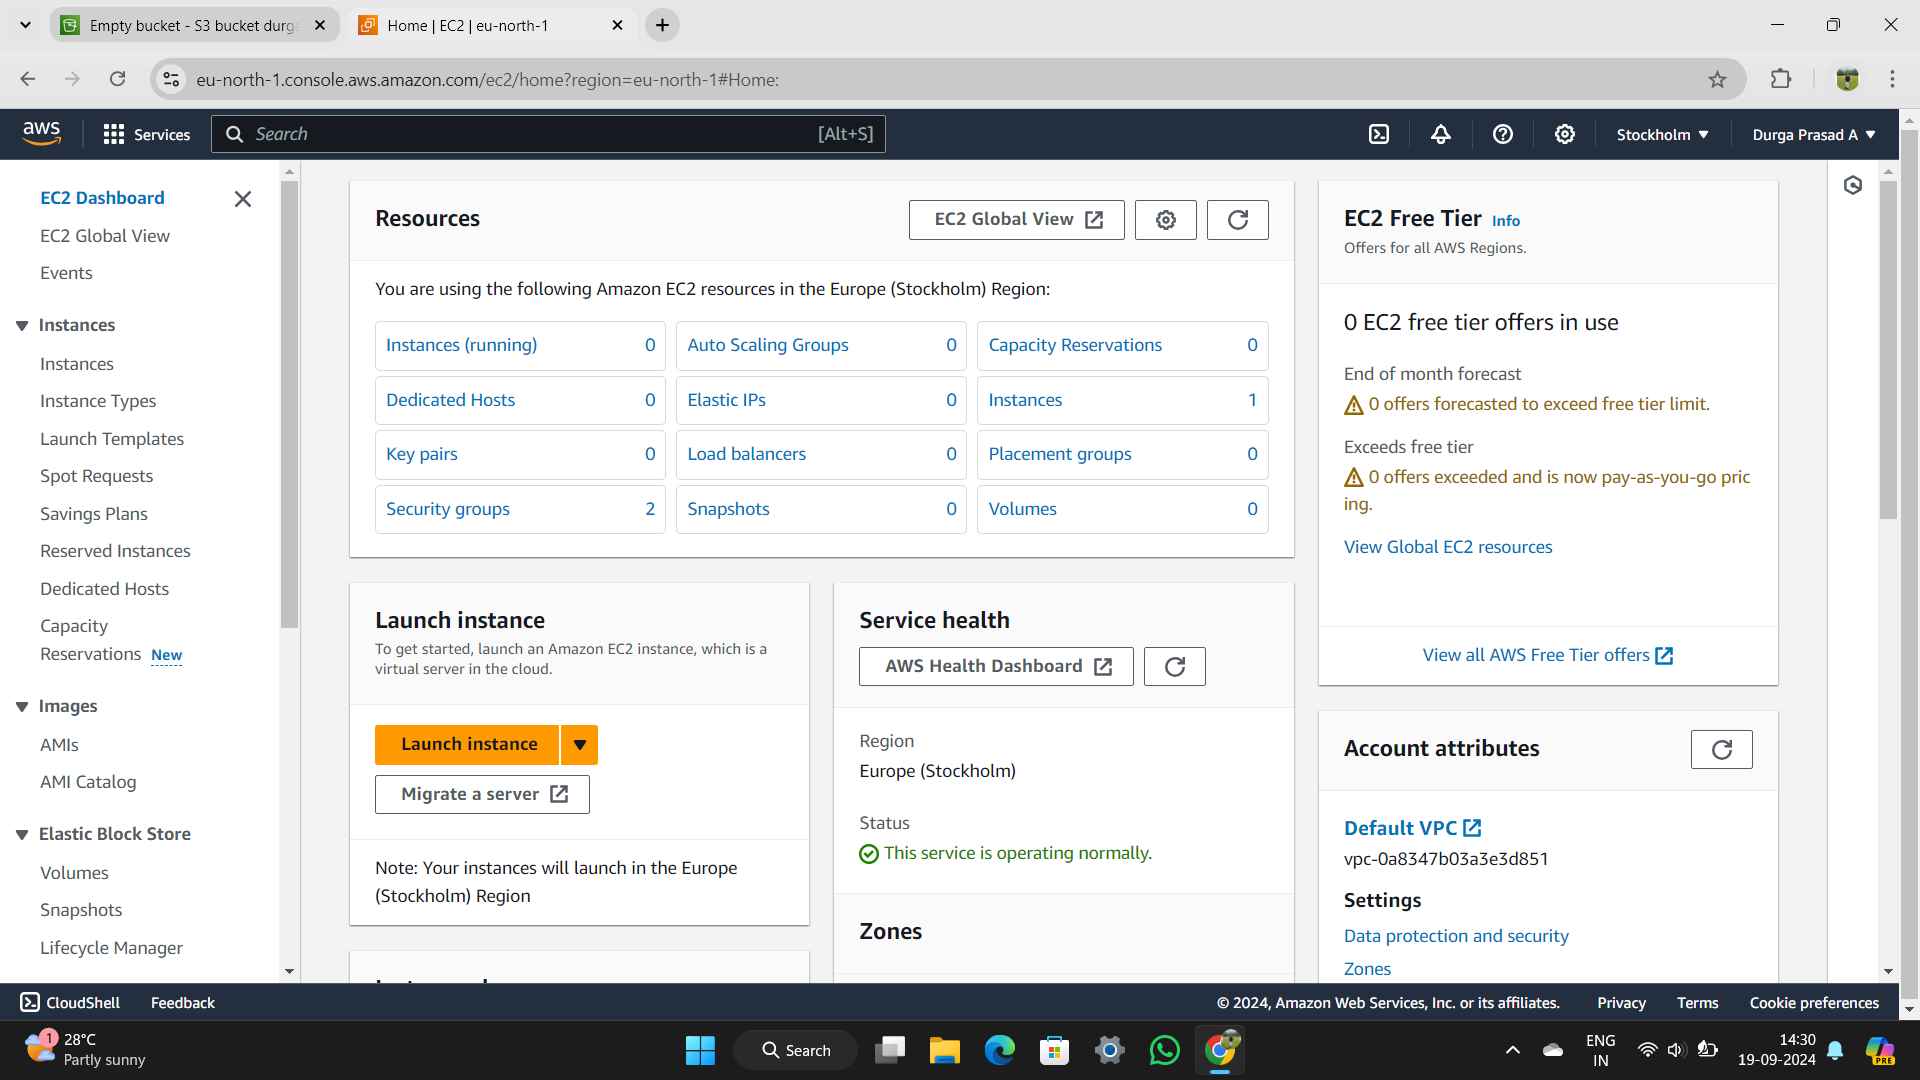 Empty bucket - S3 bucket durga
Home | EC2 | eu-north-1
eu-north-1.console.aws.amazon.com/ec2/home?region=eu-north-1#Home:
aws
Services
Search
[Alt+S]
Stockholm
Durga Prasad A
EC2 Dashboard
EC2 Global View
Events
Instances
Instances
Instance Types
Launch Templates
Spot Requests
Savings Plans
Reserved Instances
Dedicated Hosts
Capacity
Reservations New
Images
AMIs
AMI Catalog
Elastic Block Store
Volumes
Snapshots
Lifecycle Manager
Resources
EC2 Global View
You are using the following Amazon EC2 resources in the Europe (Stockholm) Region:
Instances (running) 0
Auto Scaling Groups 0
Capacity Reservations 0
Dedicated Hosts 0
Elastic IPs 0
Instances 1
Key pairs 0
Load balancers 0
Placement groups 0
Security groups 2
Snapshots 0
Volumes 0
Launch instance
To get started, launch an Amazon EC2 instance, which is a
virtual server in the cloud.
Launch instance
Migrate a server
Note: Your instances will launch in the Europe
(Stockholm) Region
Service health
AWS Health Dashboard
Region
Europe (Stockholm)
Status
This service is operating normally.
Zones
EC2 Free Tier Info
Offers for all AWS Regions.
0 EC2 free tier offers in use
End of month forecast
0 offers forecasted to exceed free tier limit.
Exceeds free tier
0 offers exceeded and is now pay-as-you-go pric
ing.
View Global EC2 resources
View all AWS Free Tier offers
Account attributes
Default VPC
vpc-0a8347b03a3e3d851
Settings
Data protection and security
Zones
CloudShell
Feedback
© 2024, Amazon Web Services, Inc. or its affiliates.
Privacy
Terms
Cookie preferences
1
28°C
Partly sunny
Search
ENG
IN
14:30
19-09-2024
PRE